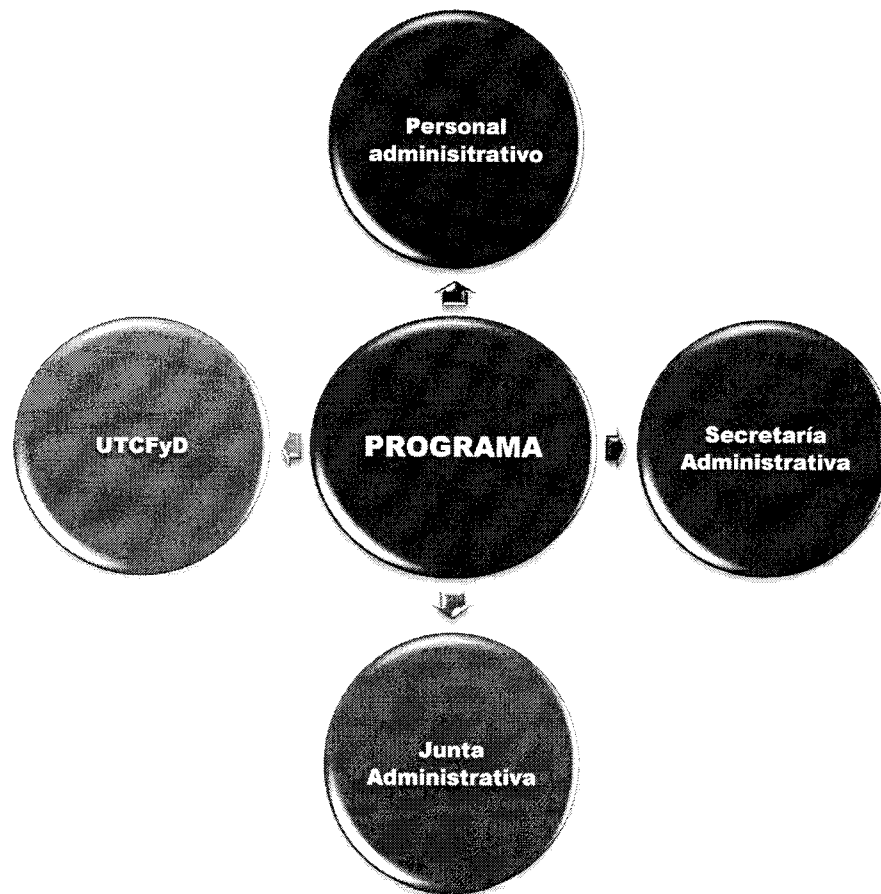 Personal
adminisitrativo
UTCFyD
PROGRAMA
Secretaría
Administrativa
Junta
Administrativa